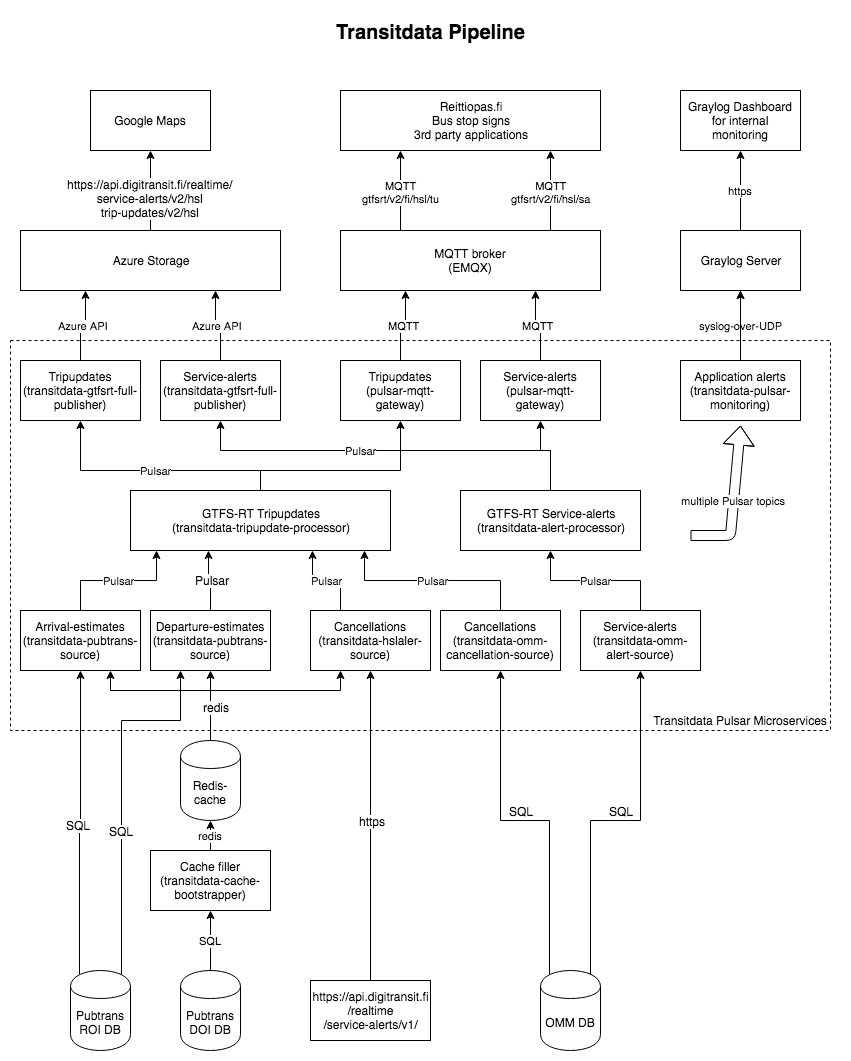 Transitdata Pipeline
Google Maps
Reittiopas.fi
Bus stop signs
3rd party applications
Graylog Dashboard
for internal
monitoring
https://api.digitransit.fi/realtime/
service-alerts/v2/hsl
trip-updates/v2/hsl
MQTT
gtfsrt/v2/fi/hsl/tu
MQTT
gtfsrt/v2/fi/hsl/sa
https
Azure Storage
MQTT broker
(EMQX)
Graylog Server
Azure API
Azure API
MQTT
MQTT
syslog-over-UDP
Tripupdates
(transitdata-gtfsrt-full-
publisher)
Service-alerts
(transitdata-gtfsrt-full-
publisher)
Tripupdates
(pulsar-mqtt-
gateway)
Service-alerts
(pulsar-mqtt-
gateway)
Application alerts
(transitdata-pulsar-
monitoring)
Pulsar
Pulsar
GTFS-RT Tripupdates
(transitdata-tripupdate-processor)
GTFS-RT Service-alerts
(transitdata-alert-processor)
multiple Pulsar topics
Pulsar
Pulsar
Pulsar
Pulsar
Pulsar
Arrival-estimates
(transitdata-pubtrans-
source)
Departure-estimates
(transitdata-pubtrans-
source)
Cancellations
(transitdata-hslaler-
source)
Cancellations
(transitdata-omm-
cancellation-source)
Service-alerts
(transitdata-omm-
alert-source)
redis
Transitdata Pulsar Microservices
Redis-
cache
SQL
SQL
redis
https
SQL
SQL
Cache filler
(transitdata-cache-
bootstrapper)
SQL
Pubtrans
ROI DB
Pubtrans
DOI DB
https://api.digitransit.fi
/realtime
/service-alerts/v1/
OMM DB